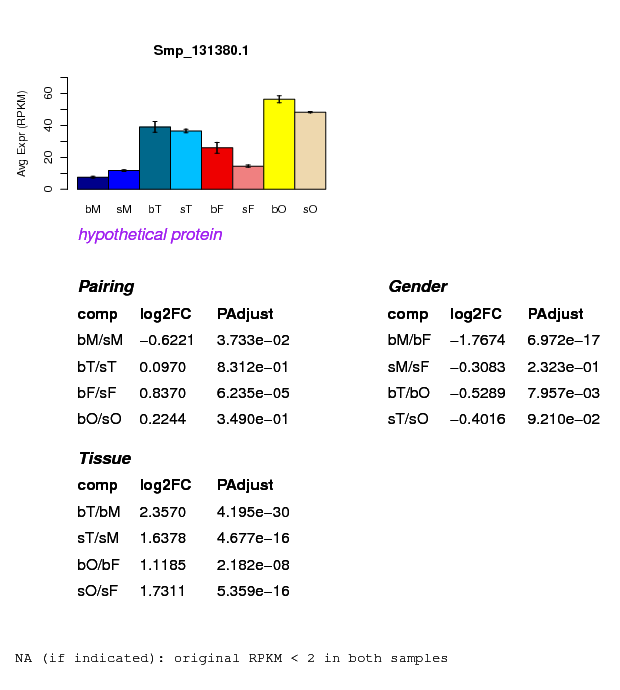 Smp_131380.1
Avg Expr (RPKM)
0 20 40 60
bM sM bT sT bF sF bO sO
hypothetical protein
Pairing
comp log2FC PAdjust
bM/sM −0.6221 3.733e−02
bT/sT 0.0970 8.312e−01
bF/sF 0.8370 6.235e−05
bO/sO 0.2244 3.490e−01
Gender
comp log2FC PAdjust
bM/bF −1.7674 6.972e−17
sM/sF −0.3083 2.323e−01
bT/bO −0.5289 7.957e−03
sT/sO −0.4016 9.210e−02
Tissue
comp log2FC PAdjust
bT/bM 2.3570 4.195e−30
sT/sM 1.6378 4.677e−16
bO/bF 1.1185 2.182e−08
sO/sF 1.7311 5.359e−16
NA (if indicated): original RPKM < 2 in both samples